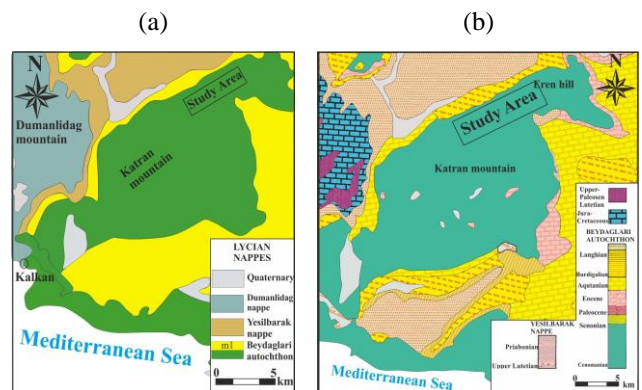 (a)
(b)
N
Dumanlidag
mountain
Study Area
Katran
mountain
Kalkan
Mediterranean Sea
LYCIAN
NAPPES
Quaternary
Dumanlidag
nappe
Yesilbarak
nappe
m1
Beydaglari
autochthon
0
5
km
N
Eren hill
Study Area
Katran mountain
Mediterranean Sea
Upper-
Paleosen
Lutetian
Jura-
Cretaceous
BEYDAGLARI
AUTOCHTHON
Langhian
Burdigalian
Aqutanian
Eocene
Paleocene
Senonian
Cenomanian
YESILBARAK
NAPPE
Priabonian
Upper Lutetian
0
5
km